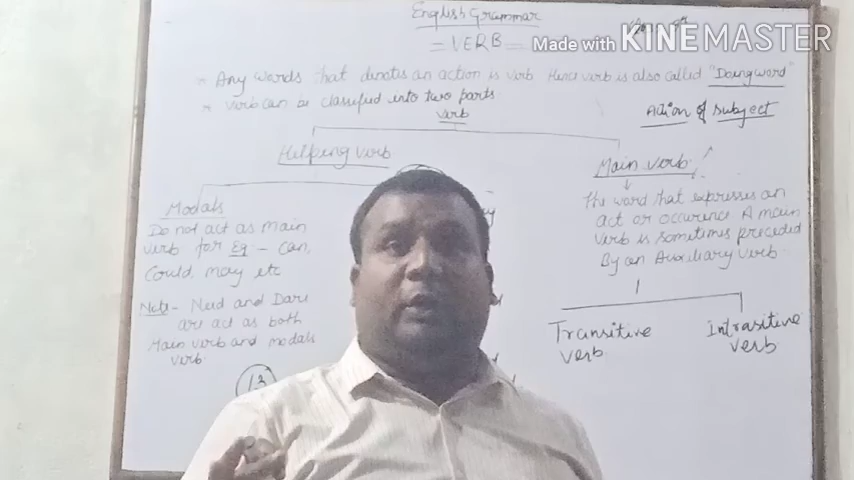 English Grammar
= VERB =
Made with KINEMASTER
* Any words that denotes an action is verb Hence verb is also called "Doing word"
* Verb can be classified into two parts
Verb
Action of Subject
Helping verb
Main verb
Modals
Do not act as main
verb for Eg - Can,
Could, may etc
Note - Need and Dare
are act as both
Main verb and modals
verb.
13
The word that expresses an
act or occurance A main
verb is sometimes preceded
By an Auxiliary verb.
Transitive
verb
Intrasitive
verb